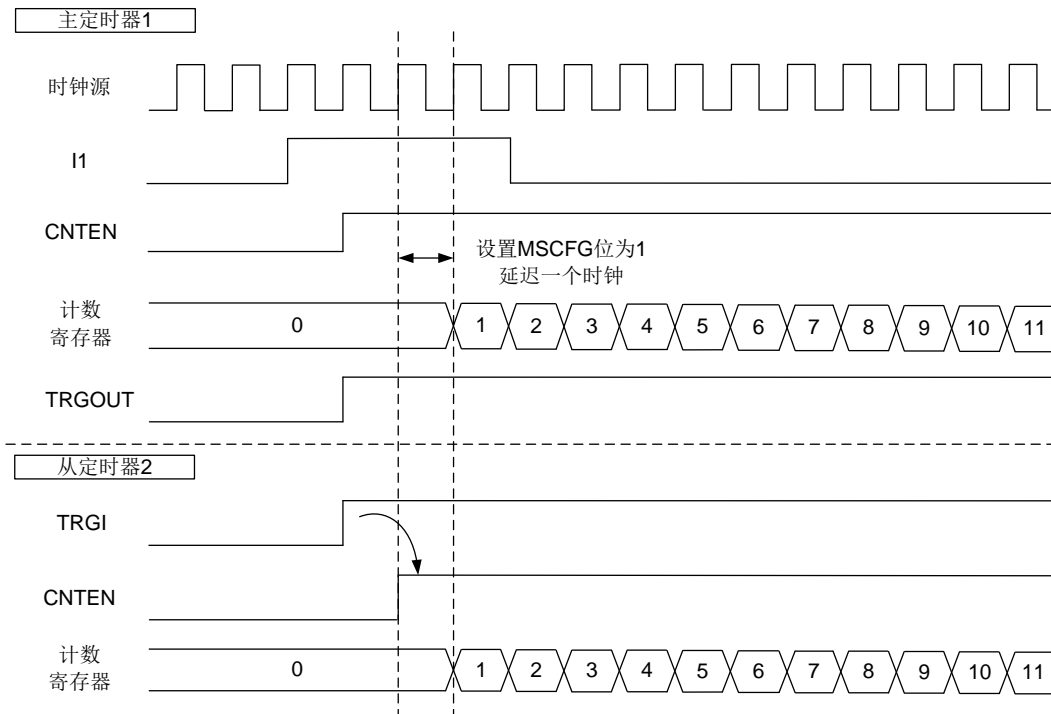 主定时器1
时钟源
I1
CNTEN
设置MSCFG位为1
延迟一个时钟
计数
寄存器
0 1 2 3 4 5 6 7 8 9 10 11
TRGOUT
从定时器2
TRGI
CNTEN
计数
寄存器
0 1 2 3 4 5 6 7 8 9 10 11